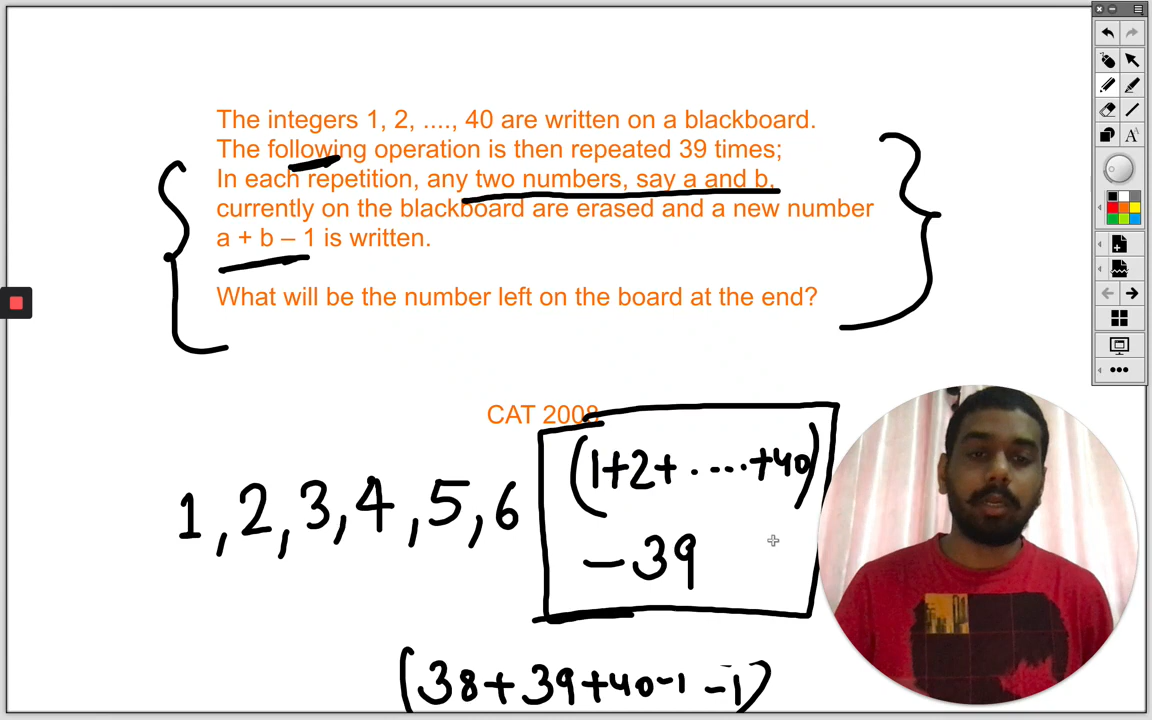 The integers 1, 2, ...., 40 are written on a blackboard.
The following operation is then repeated 39 times;
In each repetition, any two numbers, say a and b,
currently on the blackboard are erased and a new number
a + b – 1 is written.
What will be the number left on the board at the end?
CAT 2008
(1+2+.....+40)
1,2,3,4,5,6
-39
(38+39+40-1-1)
A